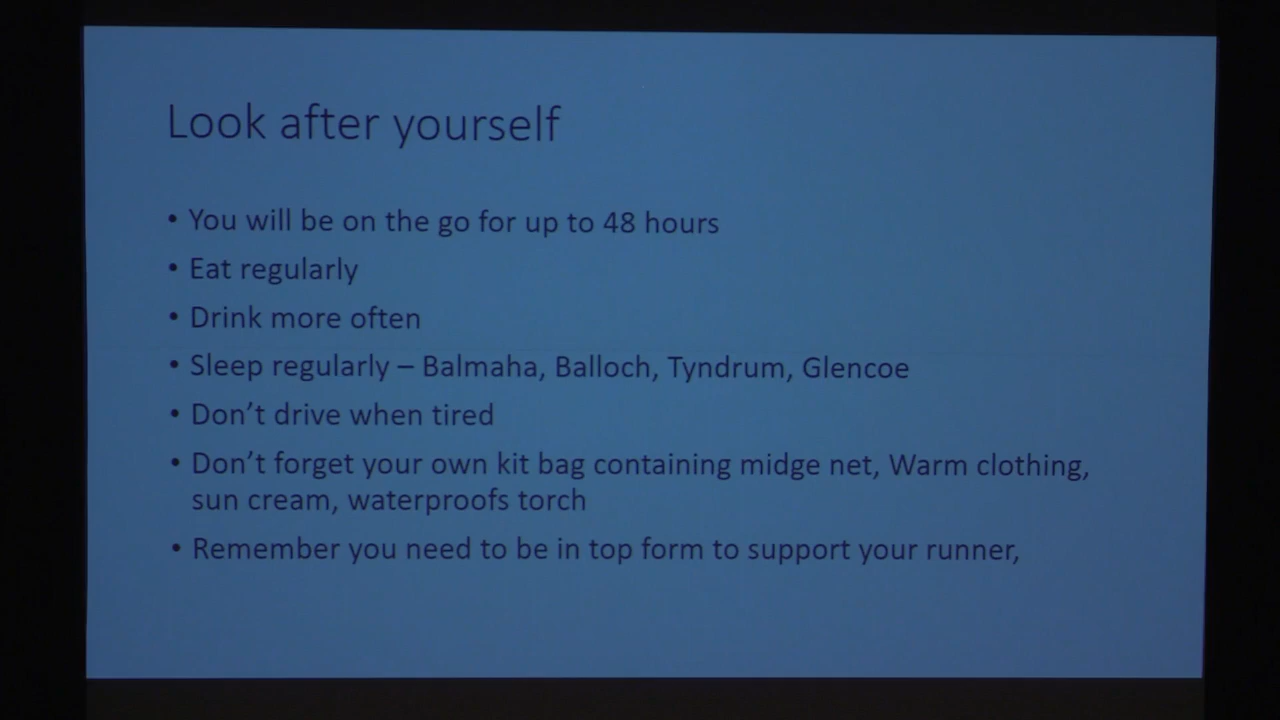 Look after yourself
• You will be on the go for up to 48 hours
• Eat regularly
• Drink more often
• Sleep regularly – Balmaha, Balloch, Tyndrum, Glencoe
• Don't drive when tired
• Don't forget your own kit bag containing midge net, Warm clothing,
sun cream, waterproofs torch
• Remember you need to be in top form to support your runner,